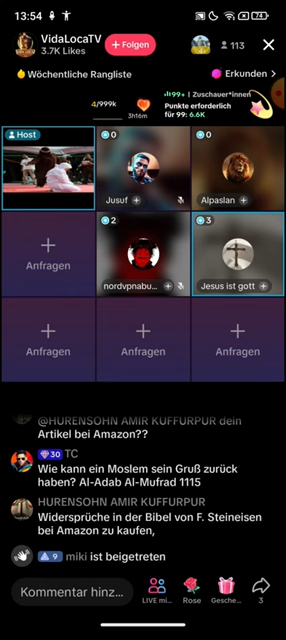 13:54
74
VidaLocaTV
3.7K Likes
+ Folgen
113
Wöchentliche Rangliste
Erkunden >
4/999k
3h16m
99+ | Zuschauer*innen
Punkte erforderlich
für 99: 6.6K
Host
0
0
Jusuf +
Alpaslan +
+
Anfragen
2
3
nordvpnabu... +
Jesus ist gott +
+
Anfragen
+
Anfragen
+
Anfragen
@HURENSOHN AMIR KUFFURPUR dein
Artikel bei Amazon??
30 TC
Wie kann ein Moslem sein Gruß zurück
haben? Al-Adab Al-Mufrad 1115
HURENSOHN AMIR KUFFURPUR
Widersprüche in der Bibel von F. Steineisen
bei Amazon zu kaufen,
9 miki ist beigetreten
Kommentar hinz...
LIVE mi...
Rose
Gesche...
3